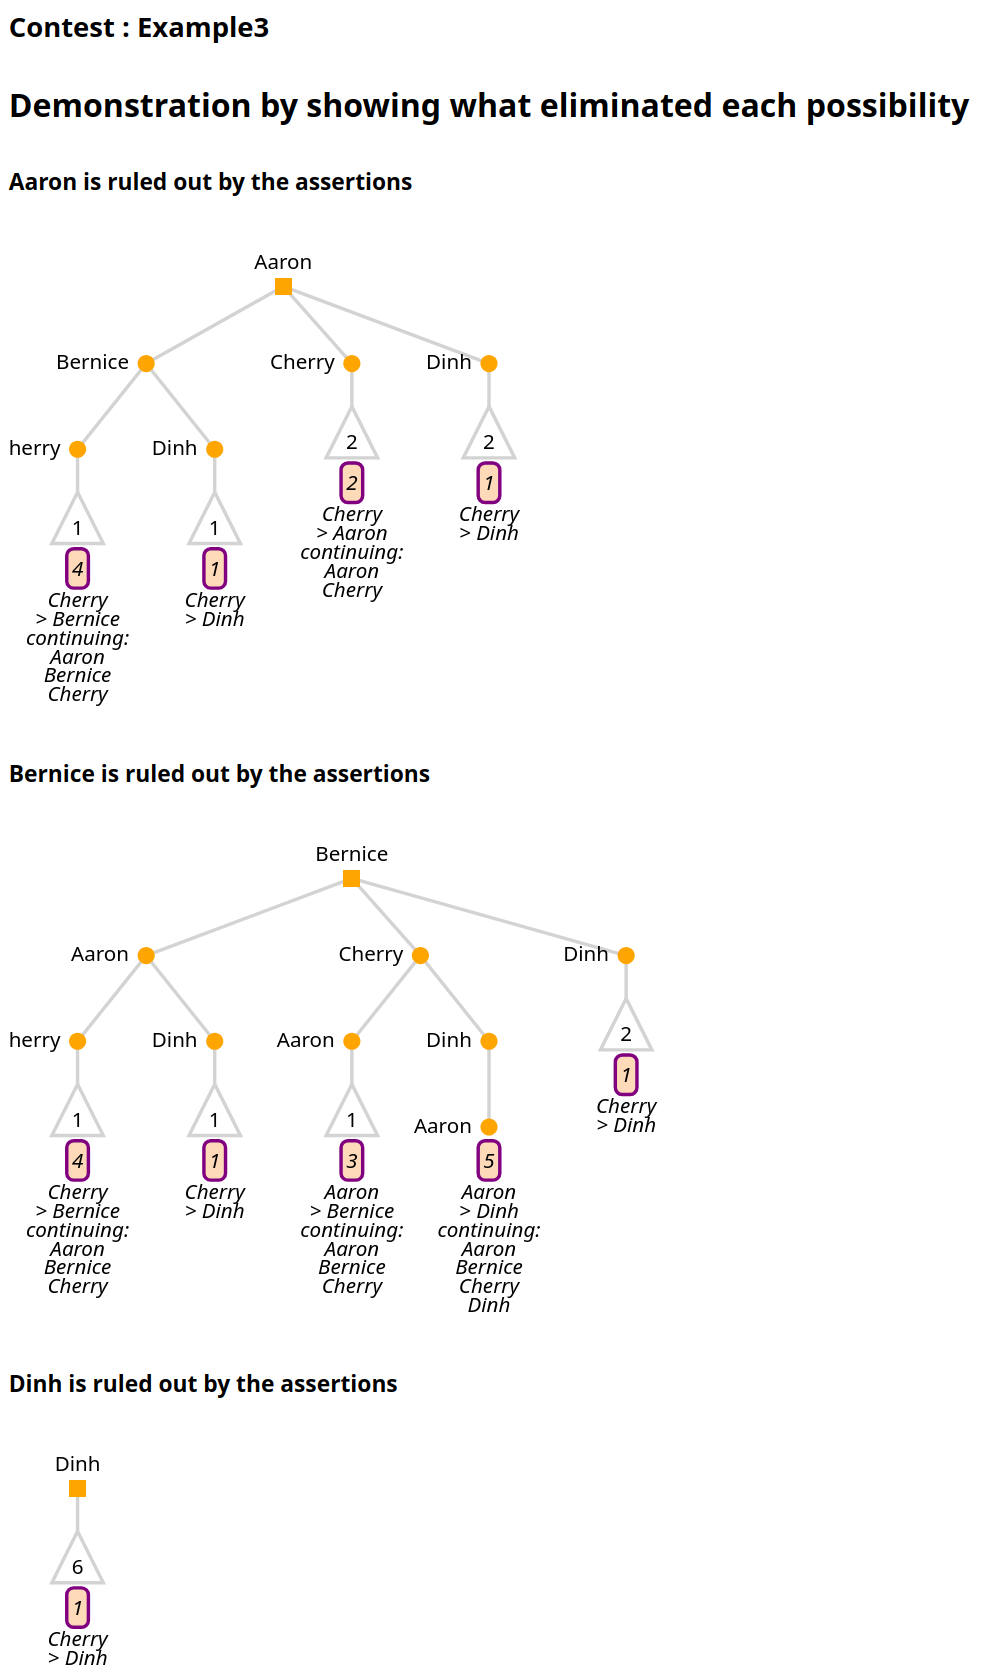 Contest : Example3
Demonstration by showing what eliminated each possibility
Aaron is ruled out by the assertions
Aaron
Bernice
Cherry
Dinh
herry
Dinh
2
2
2
1
Cherry
> Aaron
continuing:
Aaron
Cherry
Cherry
> Dinh
1
1
4
1
Cherry
> Bernice
continuing:
Aaron
Bernice
Cherry
Cherry
> Dinh
Bernice is ruled out by the assertions
Bernice
Aaron
Cherry
Dinh
herry
Dinh
Aaron
Dinh
2
1
Cherry
> Dinh
1
1
1
Aaron
4
1
3
5
Cherry
> Bernice
continuing:
Aaron
Bernice
Cherry
Cherry
> Dinh
Aaron
> Bernice
continuing:
Aaron
Bernice
Cherry
Aaron
> Dinh
continuing:
Aaron
Bernice
Cherry
Dinh
Dinh is ruled out by the assertions
Dinh
6
1
Cherry
> Dinh